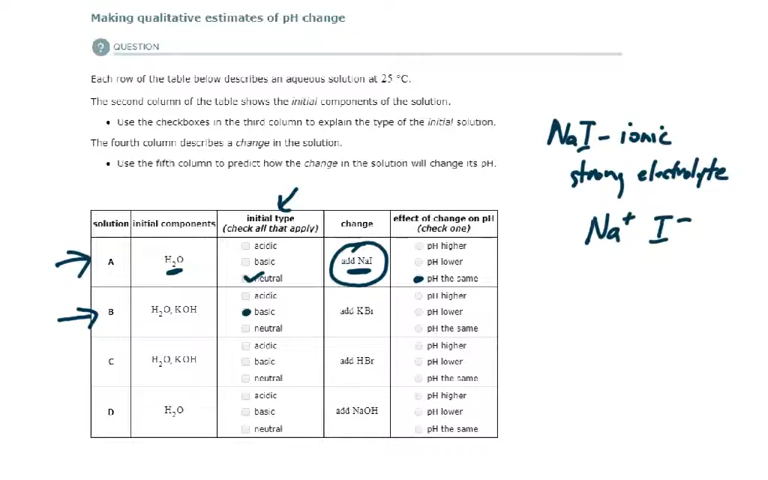 Making qualitative estimates of pH change
? QUESTION
Each row of the table below describes an aqueous solution at 25 °C.
The second column of the table shows the initial components of the solution.
• Use the checkboxes in the third column to explain the type of the initial solution.
The fourth column describes a change in the solution.
• Use the fifth column to predict how the change in the solution will change its pH.
NaI - ionic
strong electrolyte
Na⁺ I⁻
solution initial components initial type (check all that apply) change effect of change on pH (check one)
A H₂O acidic basic neutral add NaI pH higher pH lower pH the same
B H₂O, KOH acidic basic neutral add KBr pH higher pH lower pH the same
C H₂O, KOH acidic basic neutral add HBr pH higher pH lower pH the same
D H₂O acidic basic neutral add NaOH pH higher pH lower pH the same